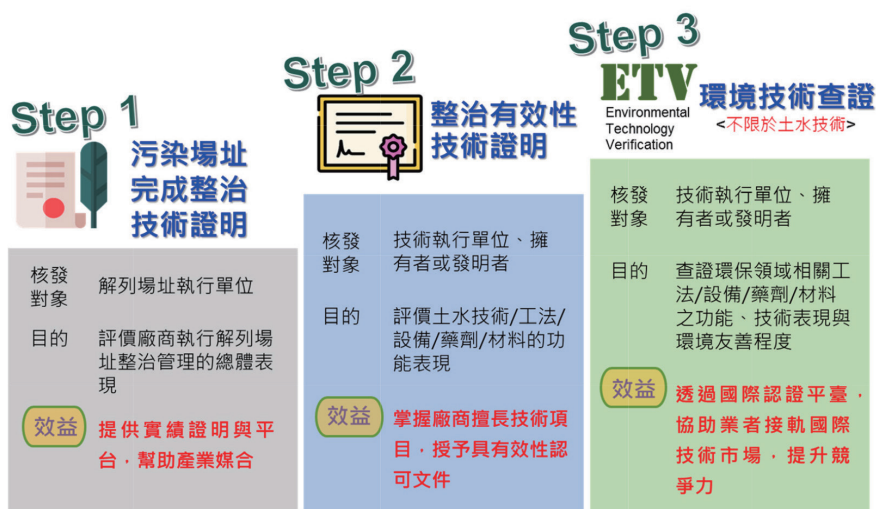 Step 1
污染場址
完成整治
技術證明
核發
對象
解列場址執行單位
目的
評價廠商執行解列場
址整治管理的總體表
現
效益
提供實績證明與平
台，幫助產業媒合
Step 2
整治有效性
技術證明
核發
對象
技術執行單位、擁
有者或發明者
目的
評價土水技術/工法/
設備/藥劑/材料的功
能表現
效益
掌握廠商擅長技術項
目，授予具有效性認
可文件
Step 3
ETV
Environmental
Technology
Verification
環境技術查證
<不限於土水技術>
核發
對象
技術執行單位、擁
有者或發明者
目的
查證環保領域相關工
法/設備/藥劑/材料
之功能、技術表現與
環境友善程度
效益
透過國際認證平臺，
協助業者接軌國際
技術市場，提升競
爭力